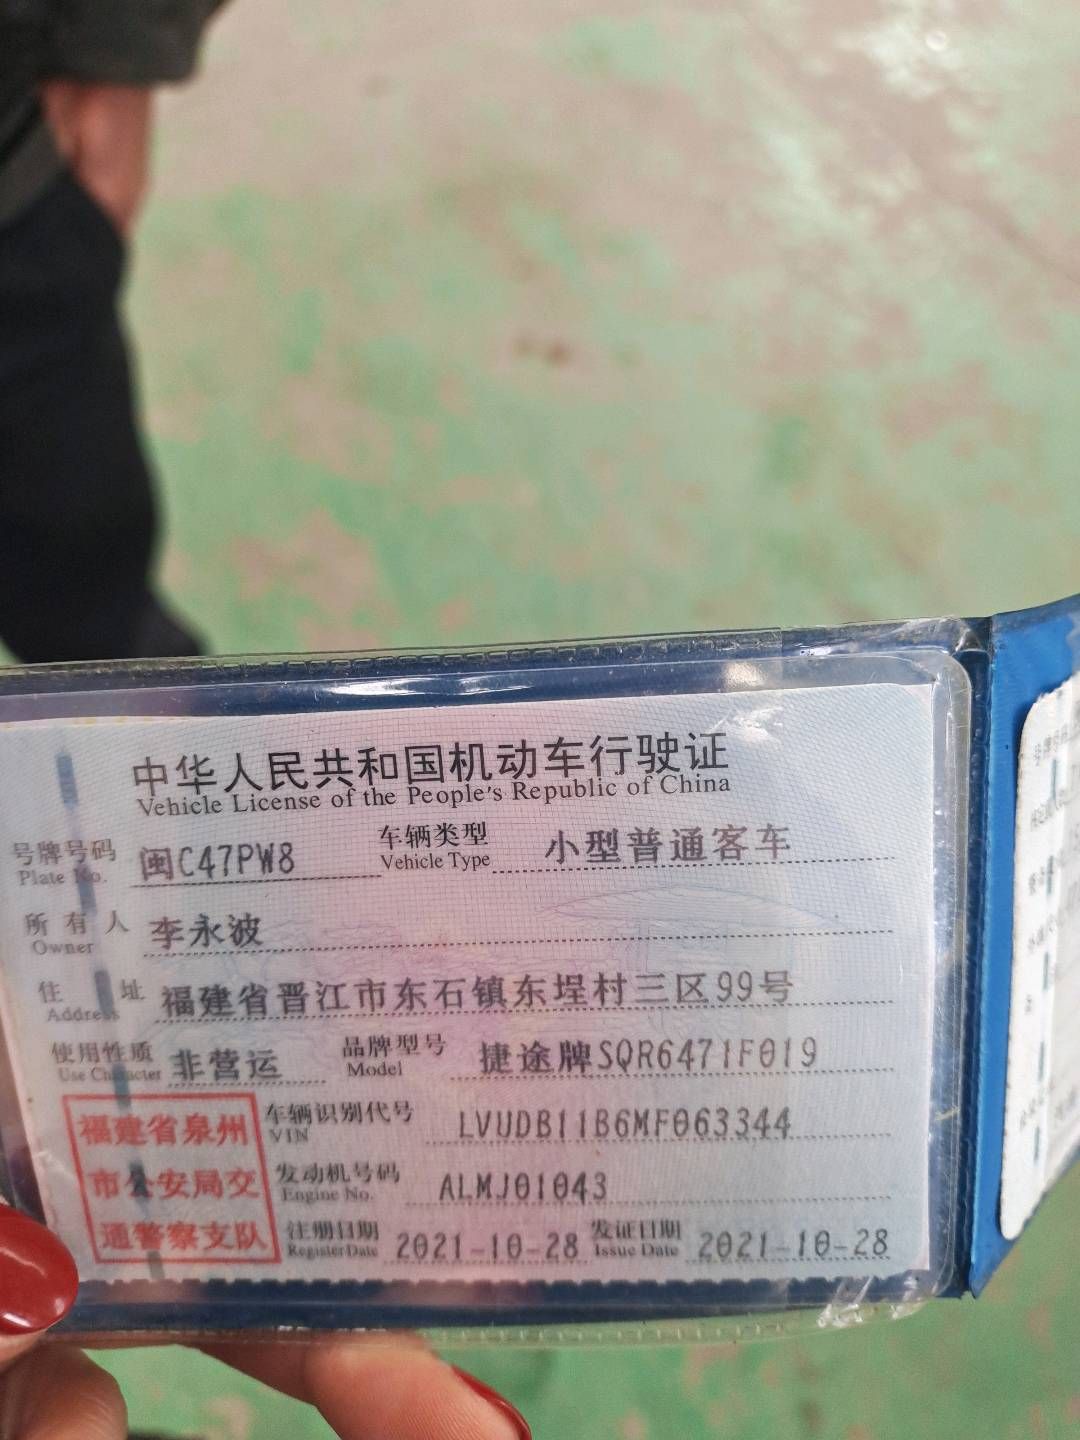 中华人民共和国机动车行驶证
Vehicle License of the People's Republic of China
号牌号码 闽C47PW8 车辆类型 小型普通客车
Plate No. Vehicle Type
所有人 李永波
Owner
住址 福建省晋江市东石镇东埕村三区99号
Address
使用性质 非营运 品牌型号 捷途牌SQR6471F019
Use Character Model
福建省泉州
市公安局交
通警察支队
车辆识别代号 LVUDB11B6MF063344
VIN
发动机号码 ALMJ01043
Engine No.
注册日期 2021-10-28 发证日期 2021-10-28
Register Date Issue Date